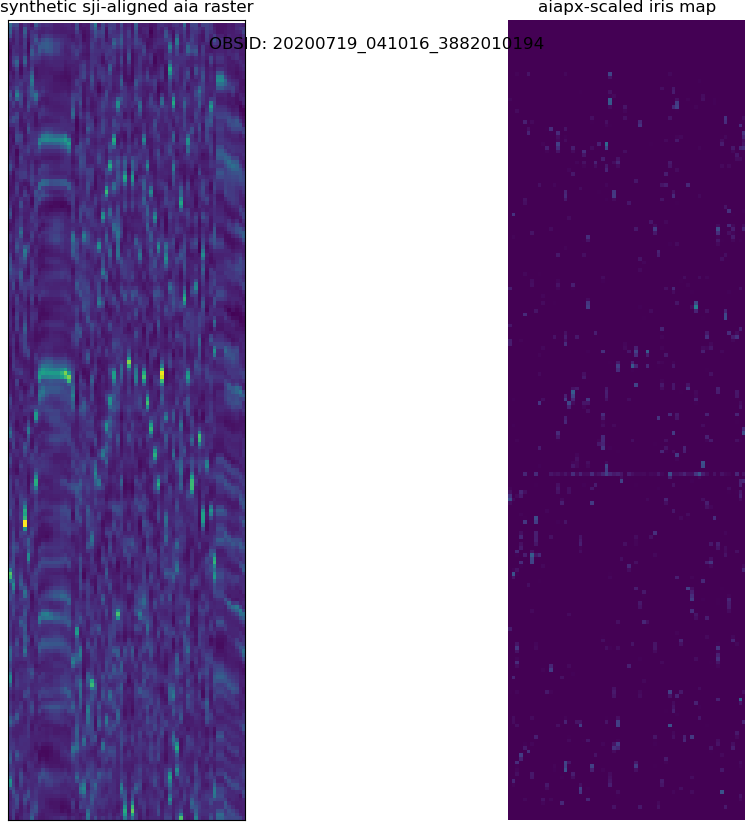 synthetic sji-aligned aia raster
aiapx-scaled iris map
OBSID: 20200719_041016_3882010194